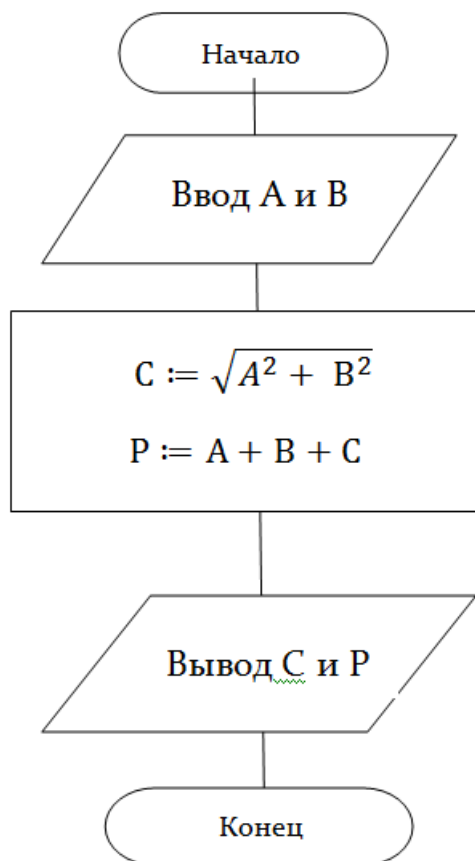 Начало
Ввод A и B
C := √(A² + B²)
P := A + B + C
Вывод C и P
Конец